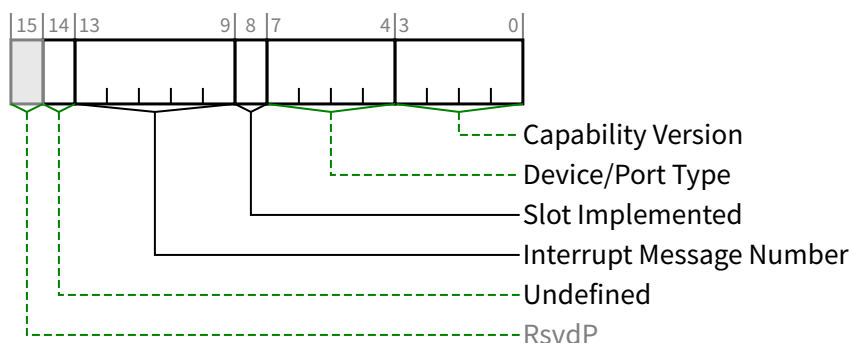 15 14 13 9 8 7 4 3 0
Capability Version
Device/Port Type
Slot Implemented
Interrupt Message Number
Undefined
RsvdP